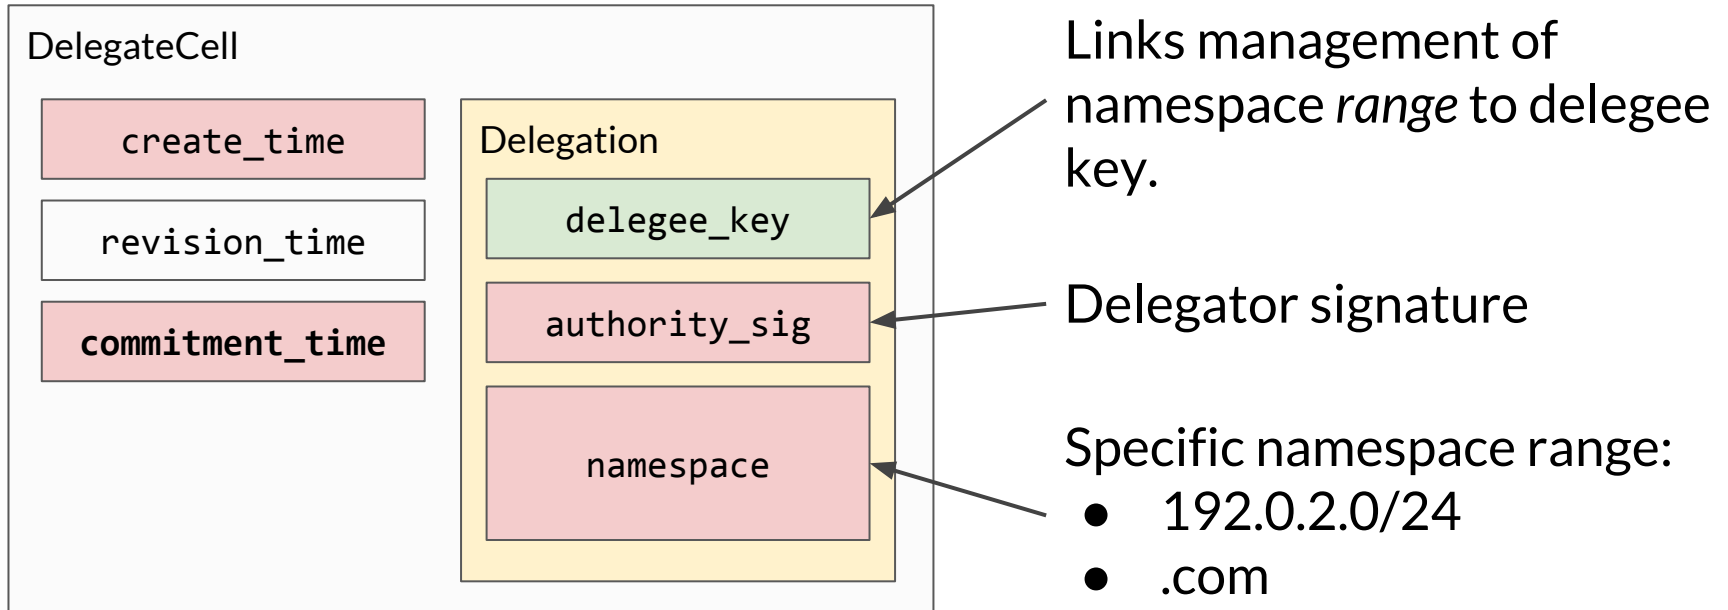 DelegateCell
create_time
revision_time
commitment_time
Delegation
delegee_key
authority_sig
namespace
Links management of
namespace range to delegee
key.
Delegator signature
Specific namespace range:
● 192.0.2.0/24
● .com